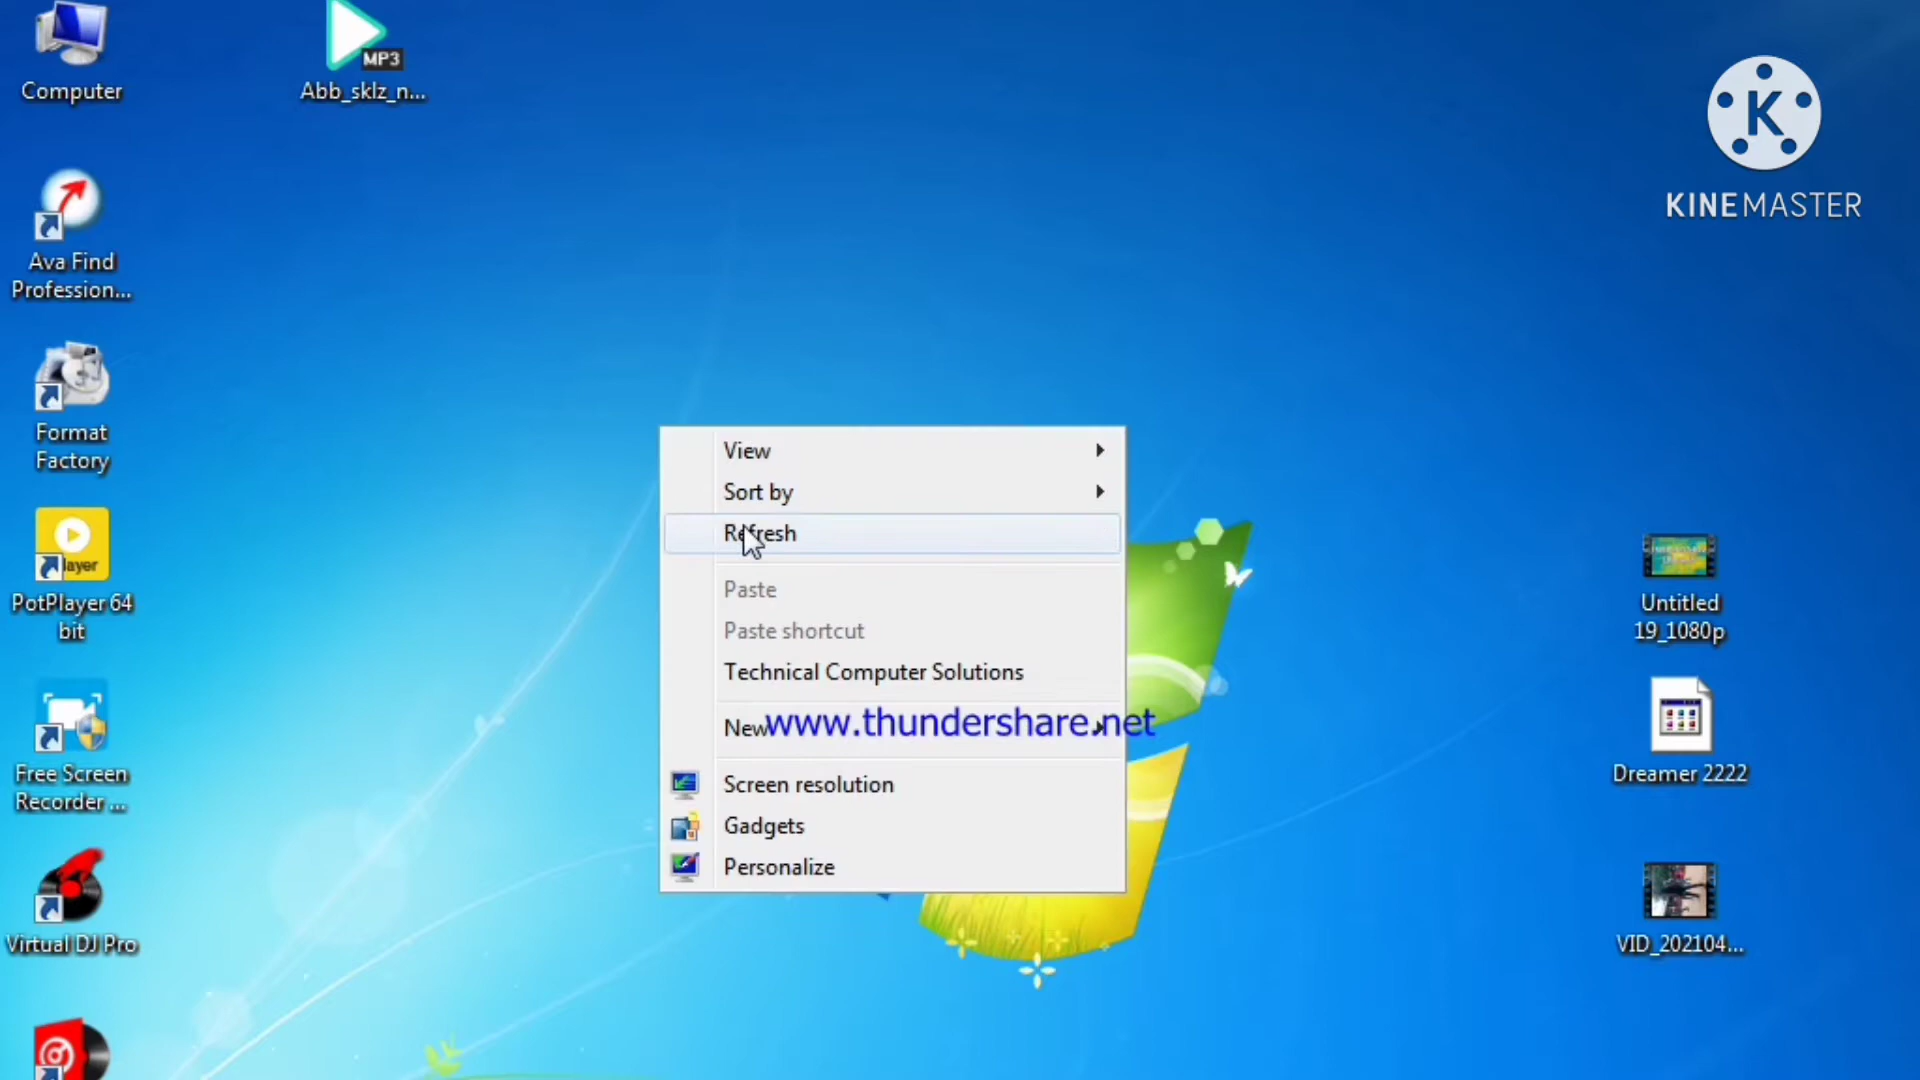 Computer
MP3
Abb_sklz_n...
K
KINEMASTER
Ava Find
Profession...
Format
Factory
layer
PotPlayer 64
bit
Free Screen
Recorder ...
Virtual DJ Pro
View
Sort by
Refresh
Paste
Paste shortcut
Technical Computer Solutions
New
www.thundershare.net
Screen resolution
Gadgets
Personalize
Untitled
19_1080p
Dreamer 2222
VID_202104...